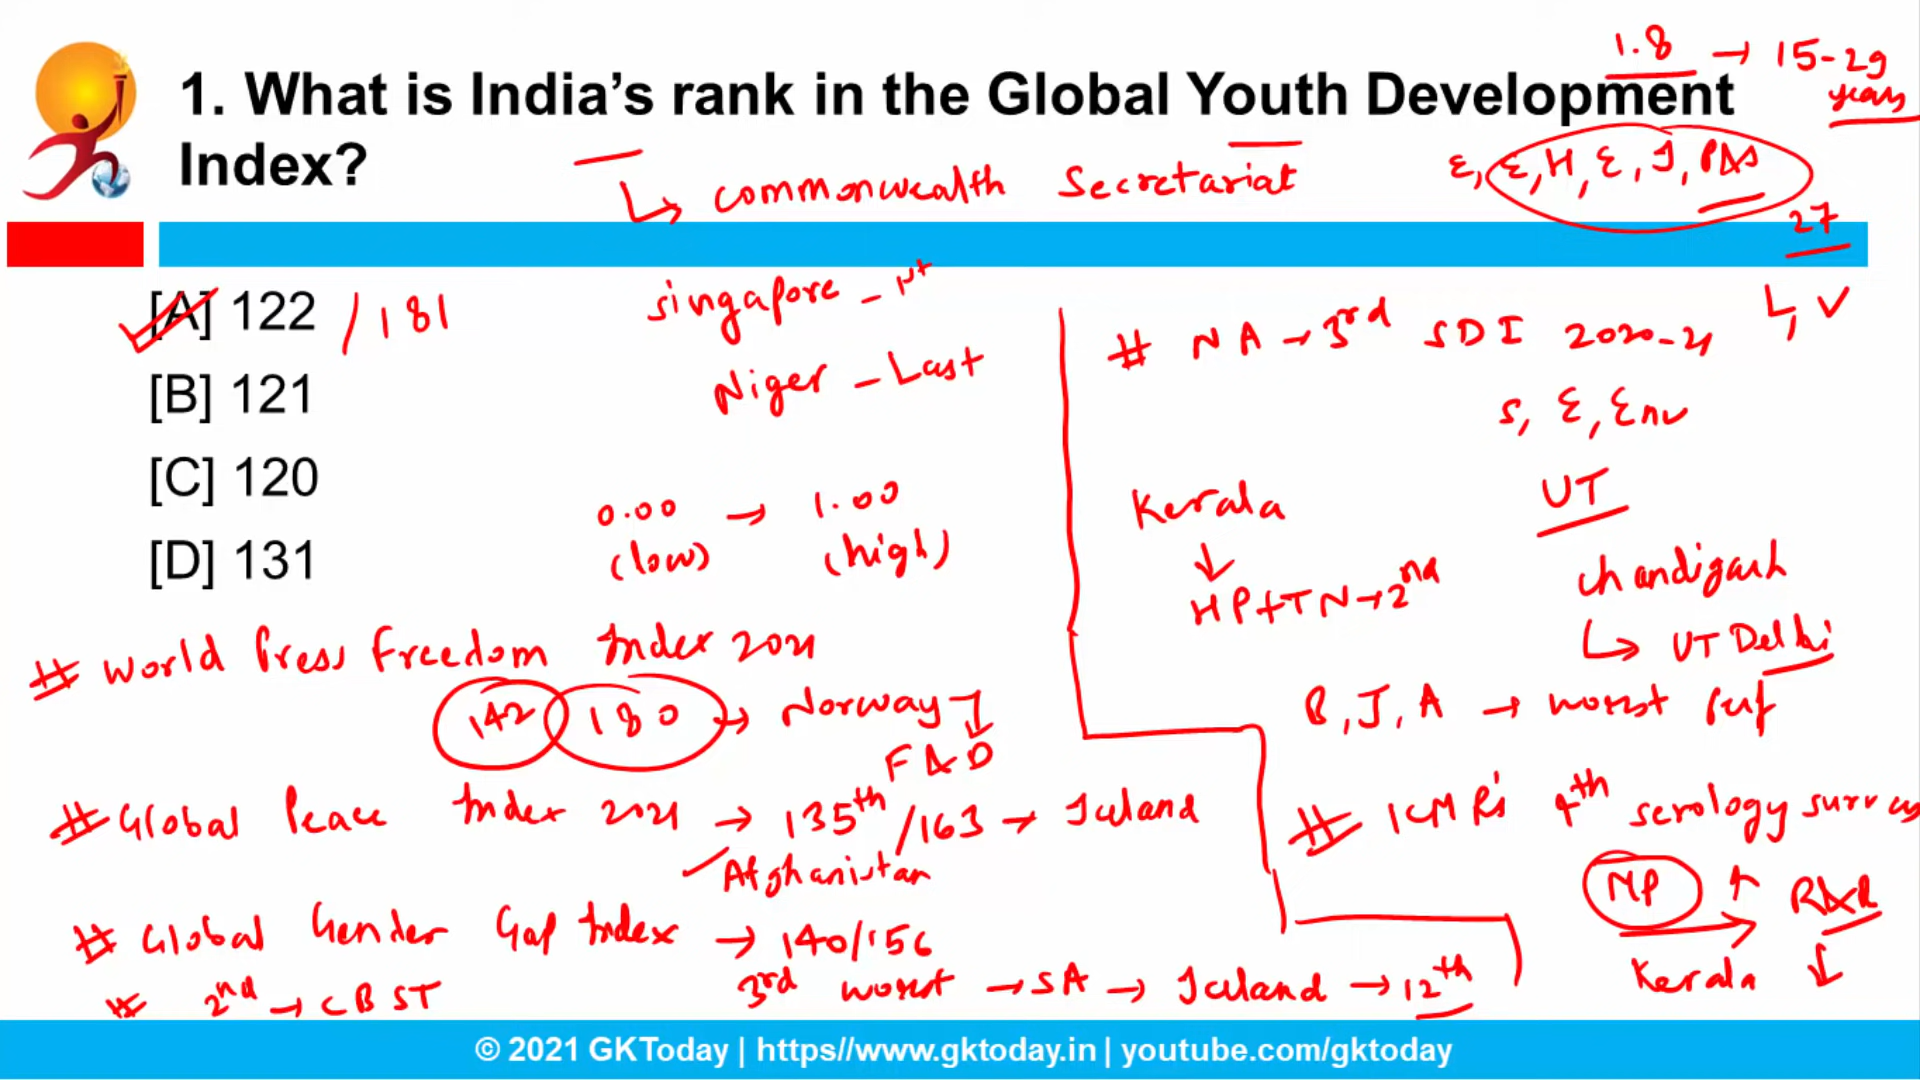 1.8 → 15-29
years
1. What is India's rank in the Global Youth Development
Index?
↳ commonwealth Secretariat
E, E, H, E, J, P&S
27
[A] 122 / 181
[B] 121
[C] 120
[D] 131
Singapore - 1st
Niger - Last
0.00 → 1.00
(low) (high)
# NA → 3rd SDI 2020-21
S, E, Env
Kerala
↓
HP+TN → 2nd
UT
chandigarh
↳ UT Delhi
B, J, A → worst Perf
# World Press Freedom Index 2021
142 180 → Norway
F & D
# Global Peace Index 2021 → 135th /163 → Iceland
Afghanistan
# Global Gender Gap Index → 140/156
3rd worst → SA → Iceland → 12th
# 2nd → CBST
# ICMR's 4th serology survey
MP ↑ → R
Kerala ↓
© 2021 GKToday | https//www.gktoday.in | youtube.com/gktoday